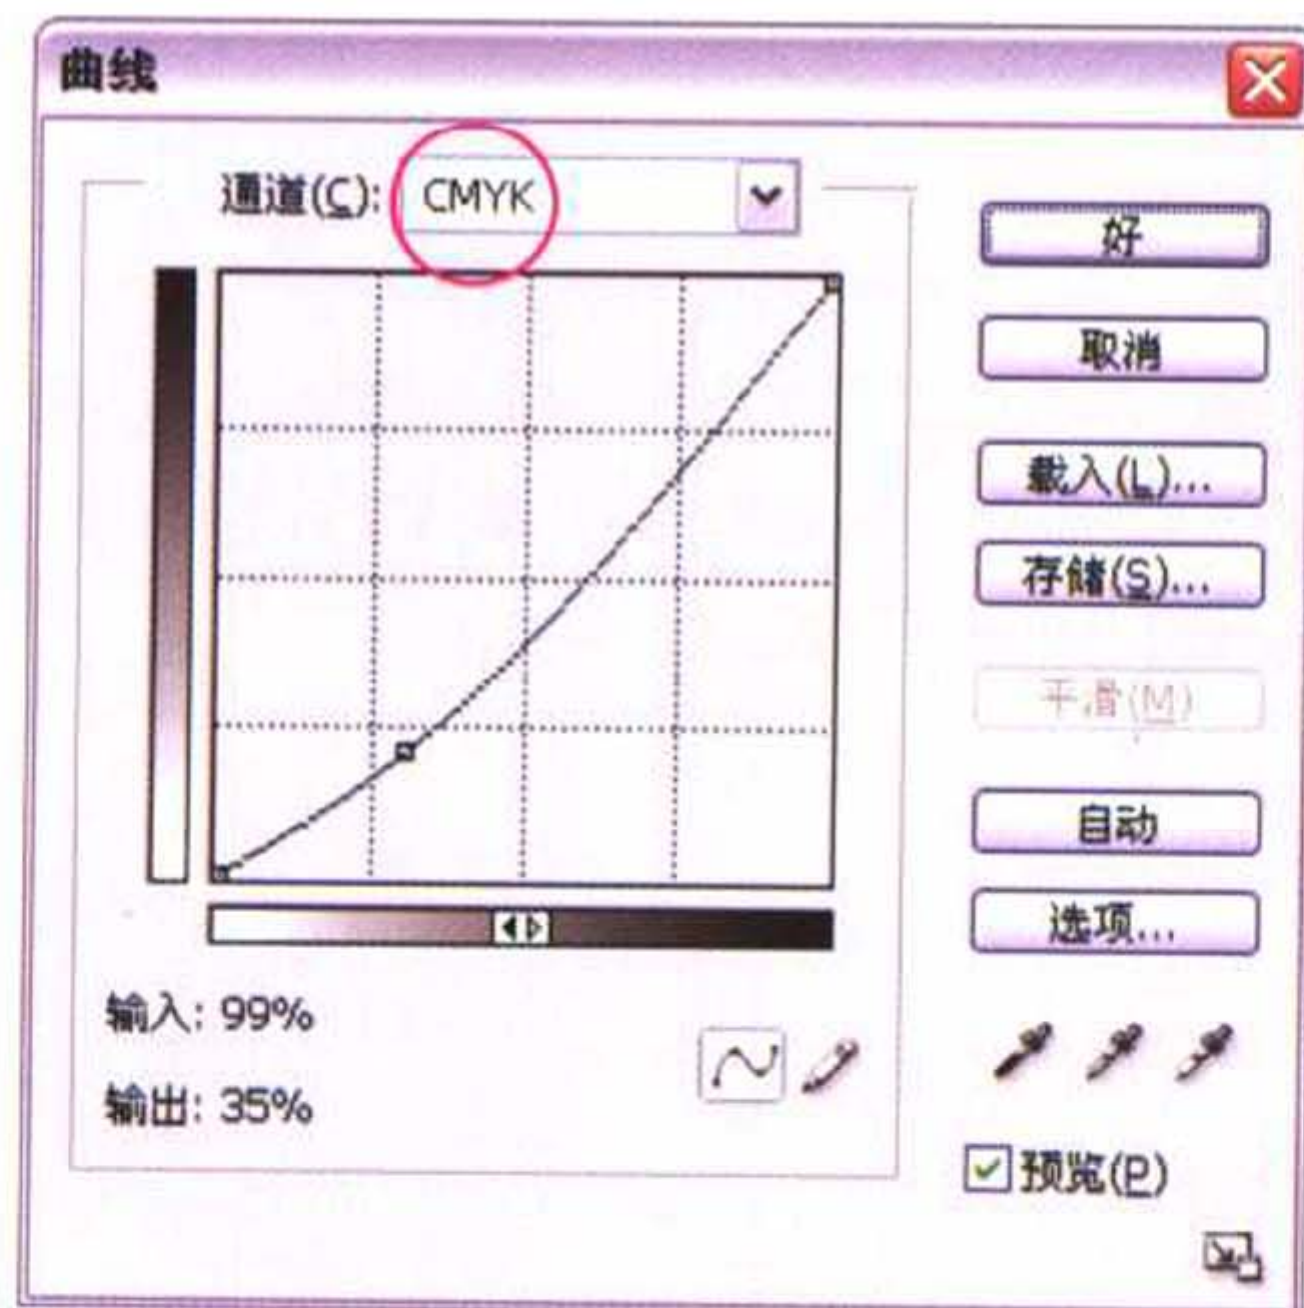 曲线
通道(C): CMYK
好
取消
载入(L)...
存储(S)...
平滑(M)
自动
选项...
输入: 99%
输出: 35%
预览(P)